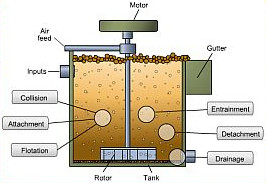 Motor
Air
feed
Gutter
Inputs
Collision
Attachment
Flotation
Entrainment
Detachment
Drainage
Rotor
Tank